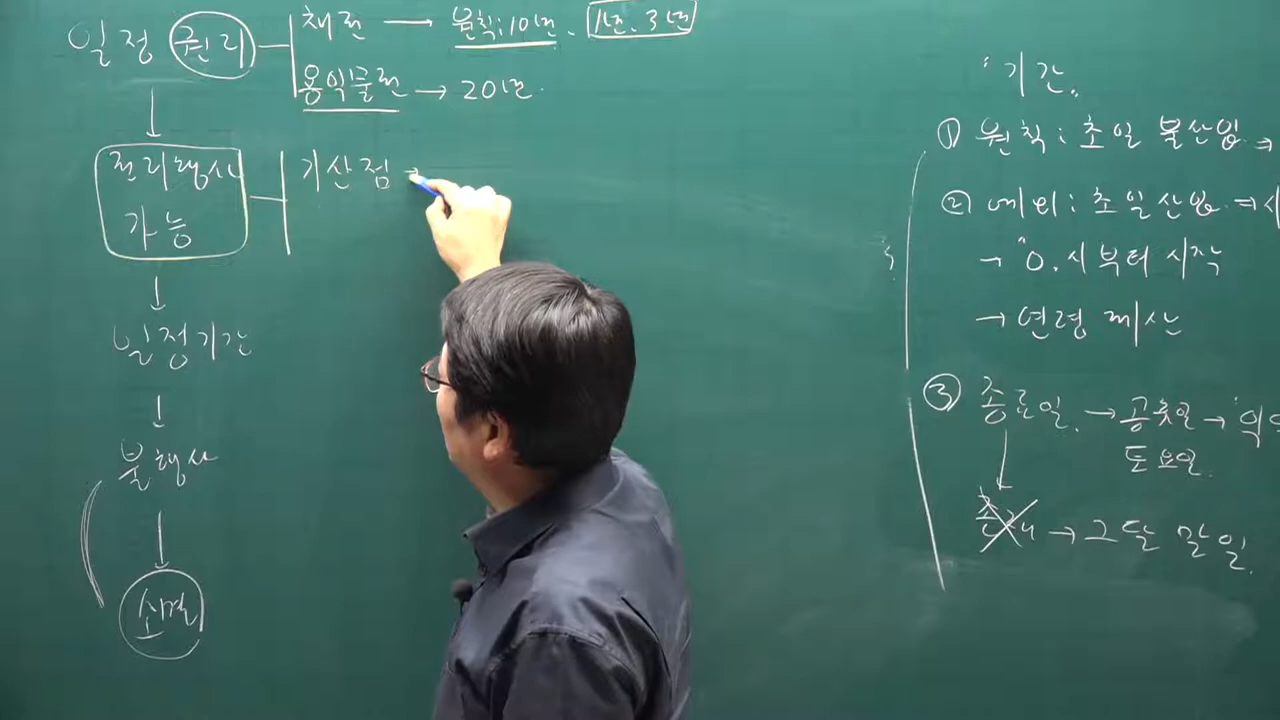 일정 권리
채권 → 원칙:10년, 1년, 3년
용익물권 → 20년.
↓
권리행사
가능
기산점 →
↓
일정기간
↓
불행사
↓
소멸
기간.
① 원칙: 초일 불산입 ⇒
② 예외: 초일 산입 ⇒
→ "0.시부터 시작
→ 연령 계산
③ 종료일. → 공휴일 →
토요일.
↓
→ 그 달 말일.